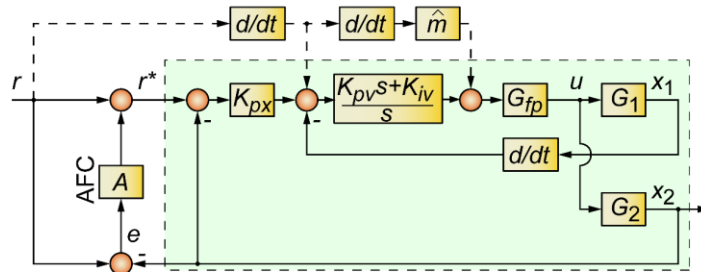 d/dt d/dt m̂
r r* K_px K_pv s+K_iv G_fp u G_1 x_1
- - s
d/dt
AFC A G_2 x_2
e
-